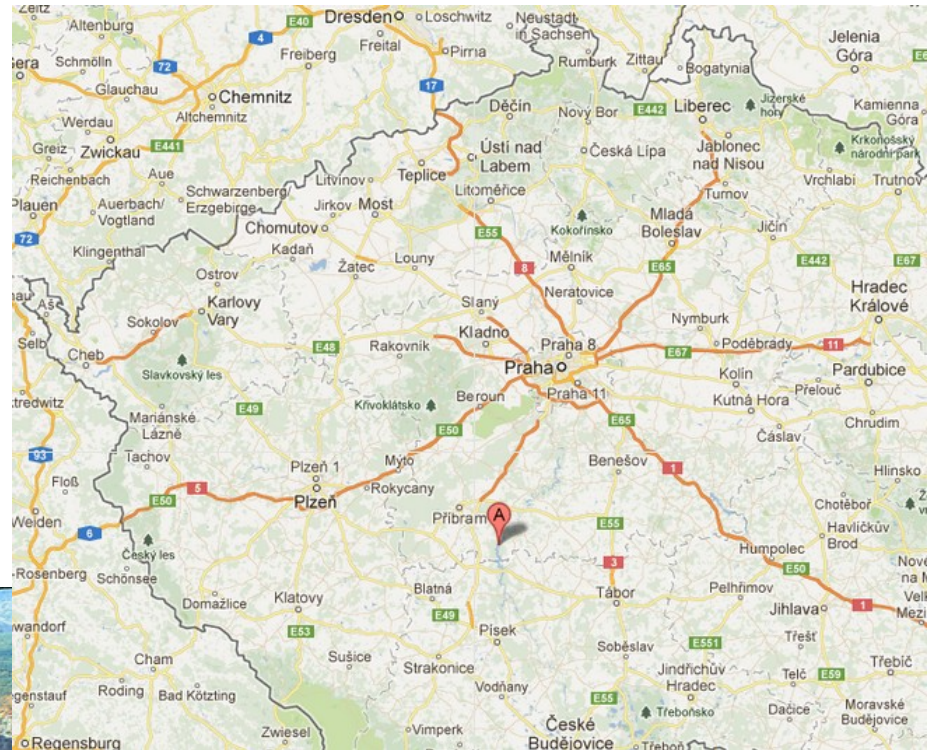 Zeitz
Altenburg
E40
Dresden
Loschwitz
Neustadt
in Sachsen
Jelenia
Góra
4
Schmölln
Freiberg
Freital
Pirna
Rumburk
Zittau
Bogatynia
72
Glauchau
Chemnitz
17
Děčín
Nový Bor
E442
Liberec
Jizerské
hory
Kamienna
Góra
Werdau
Altchemnitz
Zwickau
E441
Greiz
Reichenbach
Aue
Ústí nad
Labem
Česká Lípa
Jablonec
nad Nisou
Krkonošský
národní park
Plauen
Auerbach/
Vogtland
Schwarzenberg/
Erzgebirge
Litvínov
Teplice
Litoměřice
Turnov
Vrchlabí
Trutnov
72
Jirkov
Most
Chomutov
E55
Kokořínsko
Mladá
Boleslav
Jičín
Klingenthal
Kadaň
Žatec
Louny
8
Mělník
E65
E442
E67
Ostrov
Neratovice
Hradec
Králové
Aš
Karlovy
Vary
Slaný
Nymburk
Selb
Sokolov
Kladno
Praha 8
Cheb
E48
Rakovník
Praha
E67
Poděbrady
11
Slavkovský les
Praha 11
Kolín
Pardubice
Přelouč
Mariánské
Lázně
E49
Křivoklátsko
Beroun
E65
Kutná Hora
Chrudim
E50
Čáslav
93
Tachov
Plzeň 1
Mýto
Benešov
1
Hlinsko
Floß
5
Rokycany
Weiden
E50
Plzeň
Chotěboř
6
Příbram
A
E55
Havlíčkův
Brod
Český les
Humpolec
Rosenberg
Schönsee
3
E50
Blatná
Tábor
Pelhřimov
Domažlice
Klatovy
E49
Jihlava
1
E53
Písek
Třešť
Cham
Sušice
Strakonice
Soběslav
E551
Třebíč
Roding
Bad Kötzting
Vodňany
Jindřichův
Hradec
Telč
E59
E55
Třeboňsko
Dačice
Moravské
Budějovice
Zwiesel
Vimperk
České
Budějovice
Třeboň
Regensburg